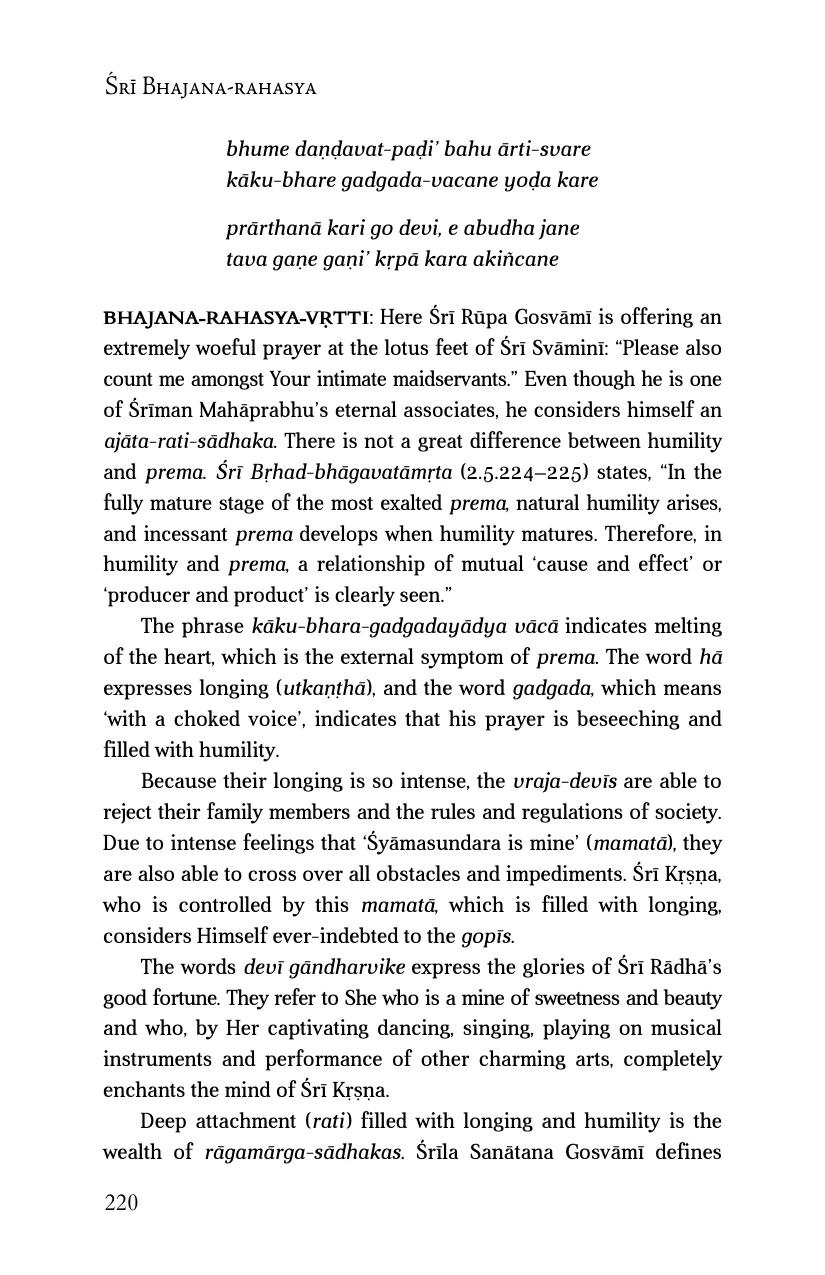 Śrī Bhajana-rahasya
bhume daṇḍavat-paḍi’ bahu ārti-svare
kāku-bhare gadgada-vacane yoḍa kare
prārthanā kari go devi, e abudha jane
tava gaṇe gaṇi’ kṛpā kara akiñcane
BHAJANA-RAHASYA-VṚTTI: Here Śrī Rūpa Gosvāmī is offering an
extremely woeful prayer at the lotus feet of Śrī Svāminī: “Please also
count me amongst Your intimate maidservants.” Even though he is one
of Śrīman Mahāprabhu’s eternal associates, he considers himself an
ajāta-rati-sādhaka. There is not a great difference between humility
and prema. Śrī Bṛhad-bhāgavatāmṛta (2.5.224–225) states, “In the
fully mature stage of the most exalted prema, natural humility arises,
and incessant prema develops when humility matures. Therefore, in
humility and prema, a relationship of mutual ‘cause and effect’ or
‘producer and product’ is clearly seen.”
The phrase kāku-bhara-gadgadayādya vācā indicates melting
of the heart, which is the external symptom of prema. The word hā
expresses longing (utkaṇṭhā), and the word gadgada, which means
‘with a choked voice’, indicates that his prayer is beseeching and
filled with humility.
Because their longing is so intense, the vraja-devīs are able to
reject their family members and the rules and regulations of society.
Due to intense feelings that ‘Śyāmasundara is mine’ (mamatā), they
are also able to cross over all obstacles and impediments. Śrī Kṛṣṇa,
who is controlled by this mamatā, which is filled with longing,
considers Himself ever-indebted to the gopīs.
The words devī gāndharvike express the glories of Śrī Rādhā’s
good fortune. They refer to She who is a mine of sweetness and beauty
and who, by Her captivating dancing, singing, playing on musical
instruments and performance of other charming arts, completely
enchants the mind of Śrī Kṛṣṇa.
Deep attachment (rati) filled with longing and humility is the
wealth of rāgamārga-sādhakas. Śrīla Sanātana Gosvāmī defines
220